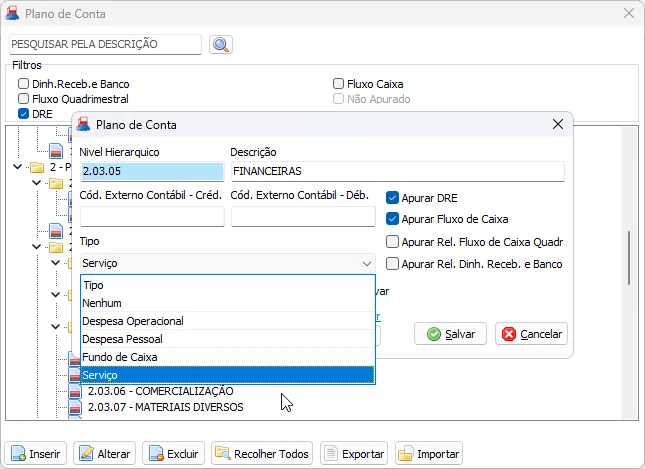 Plano de Conta
PESQUISAR PELA DESCRIÇÃO
Filtros
Dinh.Receb.e Banco
Fluxo Caixa
Fluxo Quadrimestral
Não Apurado
DRE
Plano de Conta
Nivel Hierarquico
Descrição
2.03.05
FINANCEIRAS
Cód. Externo Contábil - Créd.
Cód. Externo Contábil - Déb.
Apurar DRE
Apurar Fluxo de Caixa
Apurar Rel. Fluxo de Caixa Quadr
Apurar Rel. Dinh. Receb. e Banco
Tipo
Serviço
Tipo
Nenhum
Despesa Operacional
Despesa Pessoal
Fundo de Caixa
Serviço
Salvar
Cancelar
2 - P
2.03.06 - COMERCIALIZAÇÃO
2.03.07 - MATERIAIS DIVERSOS
Inserir
Alterar
Excluir
Recolher Todos
Exportar
Importar